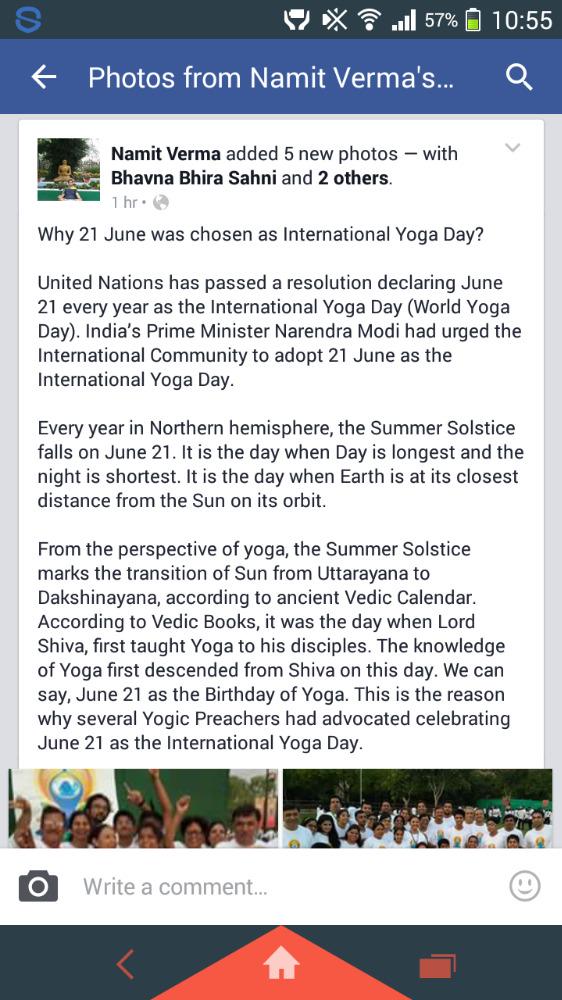 57% 10:55
Photos from Namit Verma's...
Namit Verma added 5 new photos — with
Bhavna Bhira Sahni and 2 others.
1 hr •
Why 21 June was chosen as International Yoga Day?
United Nations has passed a resolution declaring June
21 every year as the International Yoga Day (World Yoga
Day). India's Prime Minister Narendra Modi had urged the
International Community to adopt 21 June as the
International Yoga Day.
Every year in Northern hemisphere, the Summer Solstice
falls on June 21. It is the day when Day is longest and the
night is shortest. It is the day when Earth is at its closest
distance from the Sun on its orbit.
From the perspective of yoga, the Summer Solstice
marks the transition of Sun from Uttarayana to
Dakshinayana, according to ancient Vedic Calendar.
According to Vedic Books, it was the day when Lord
Shiva, first taught Yoga to his disciples. The knowledge
of Yoga first descended from Shiva on this day. We can
say, June 21 as the Birthday of Yoga. This is the reason
why several Yogic Preachers had advocated celebrating
June 21 as the International Yoga Day.
Write a comment...